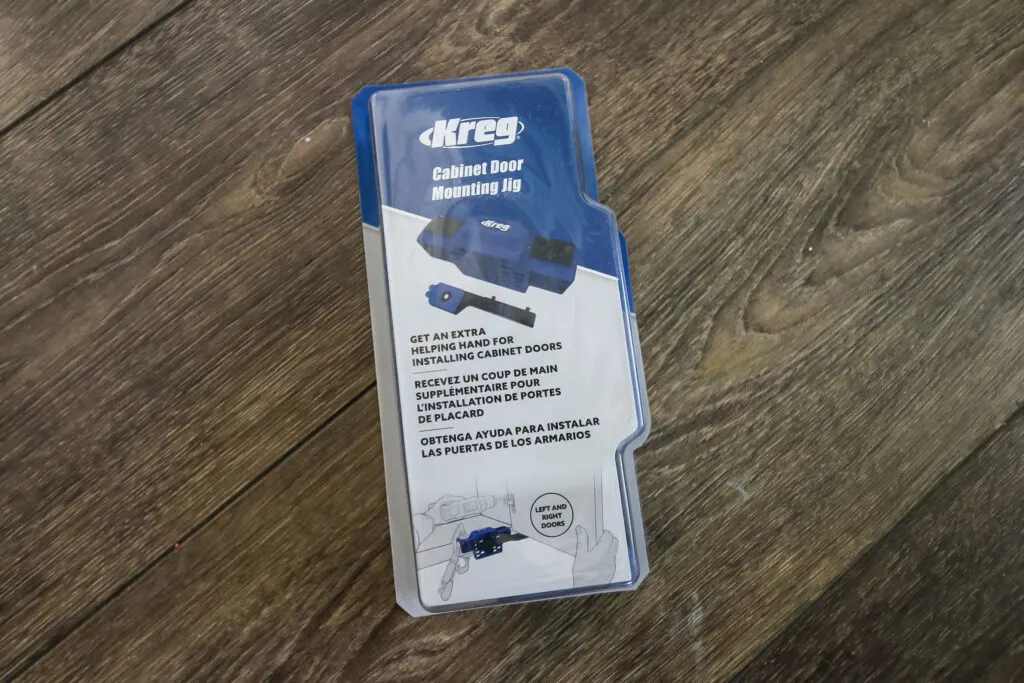 Kreg
Cabinet Door
Mounting Jig
Kreg
GET AN EXTRA
HELPING HAND FOR
INSTALLING CABINET DOORS
RECEVEZ UN COUP DE MAIN
SUPPLÉMENTAIRE POUR
L'INSTALLATION DE PORTES
DE PLACARD
OBTENGA AYUDA PARA INSTALAR
LAS PUERTAS DE LOS ARMARIOS
LEFT AND
RIGHT
DOORS